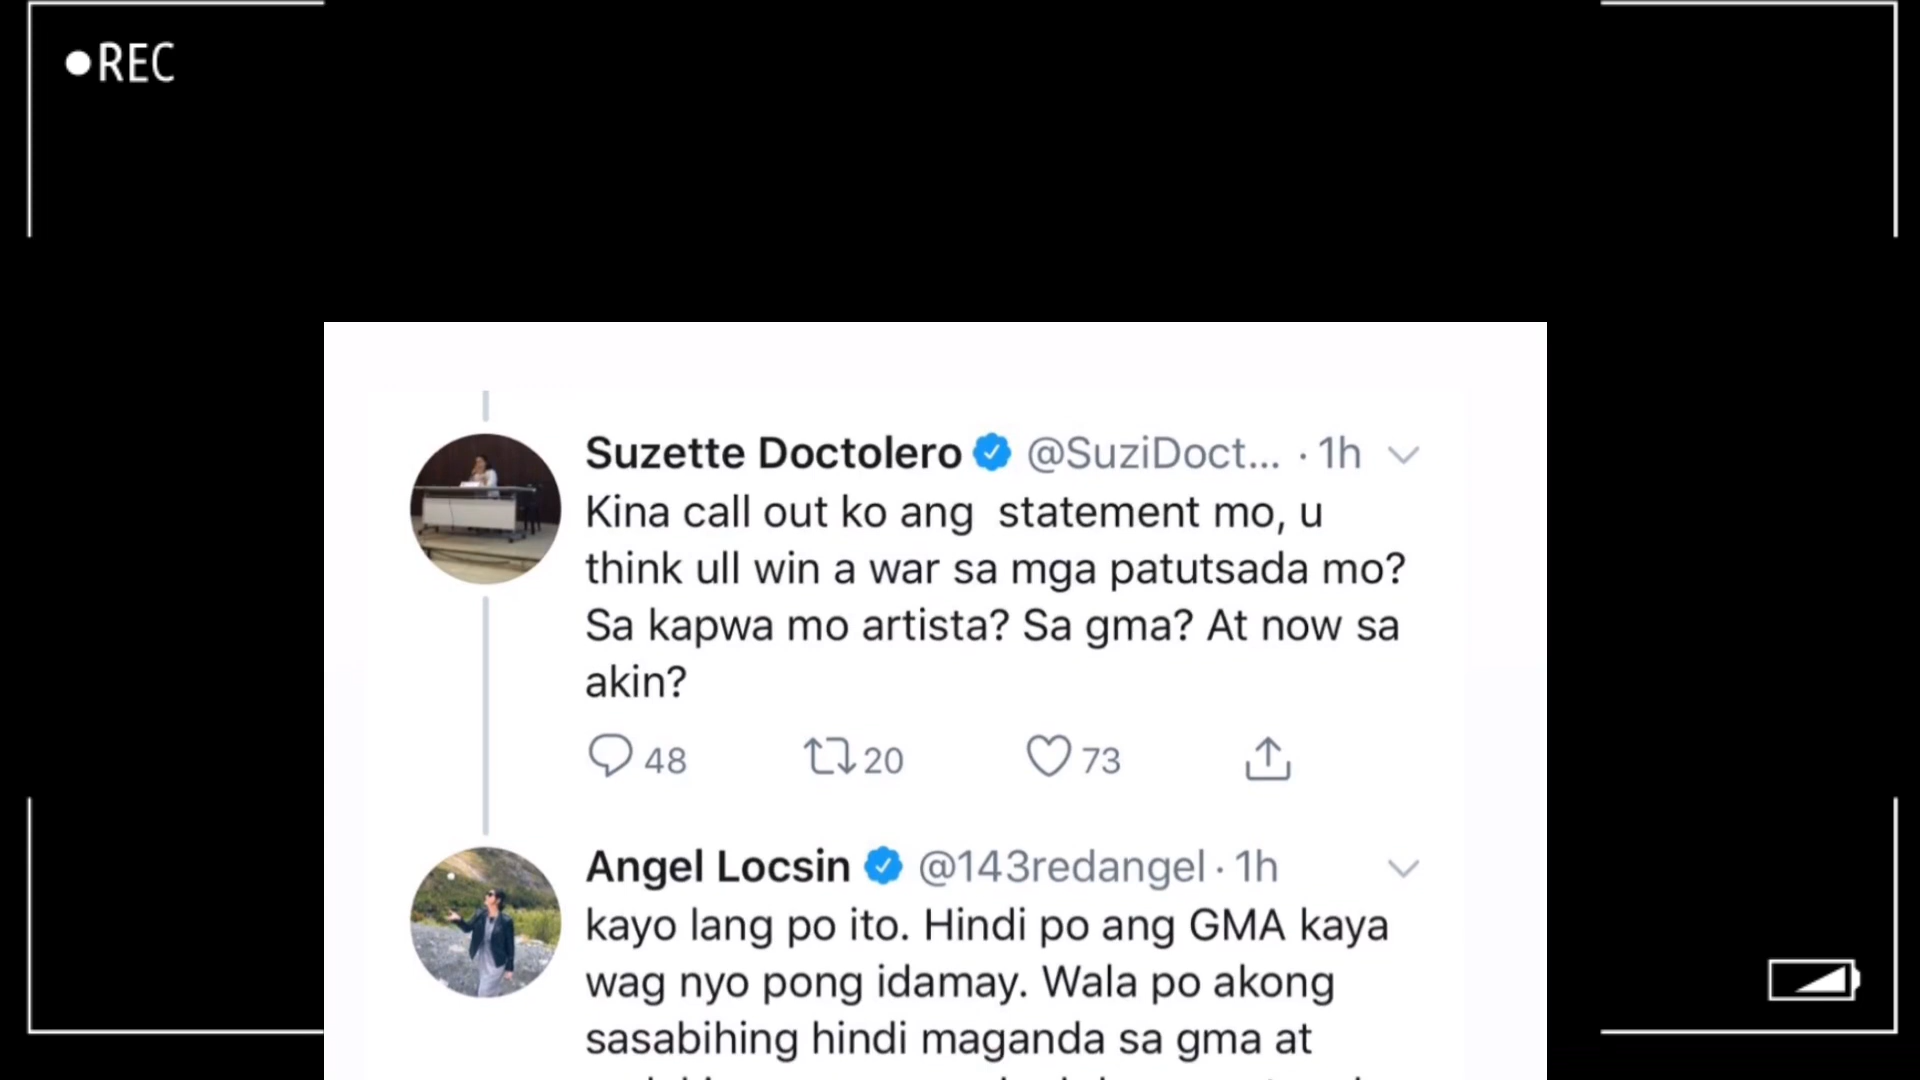 REC
Suzette Doctolero @SuziDoct... · 1h
Kina call out ko ang statement mo, u
think ull win a war sa mga patutsada mo?
Sa kapwa mo artista? Sa gma? At now sa
akin?
48 20 73
Angel Locsin @143redangel · 1h
kayo lang po ito. Hindi po ang GMA kaya
wag nyo pong idamay. Wala po akong
sasabihing hindi maganda sa gma at